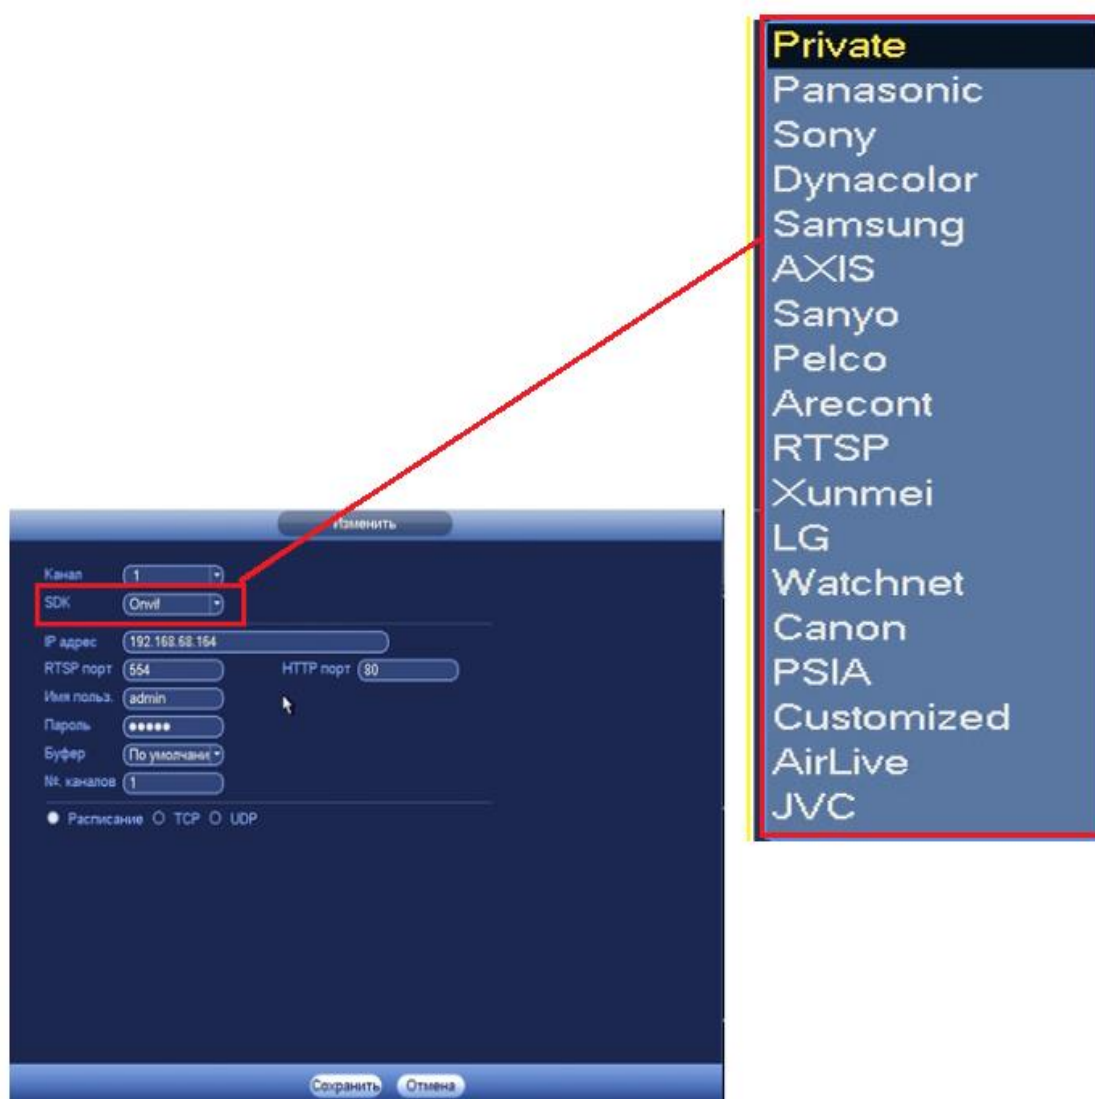 Private
Panasonic
Sony
Dynacolor
Samsung
AXIS
Sanyo
Pelco
Arecont
RTSP
Xunmei
LG
Watchnet
Canon
PSIA
Customized
AirLive
JVC
Изменить
Канал 1
SDK Onvif
IP адрес 192.168.68.164
RTSP порт 554 HTTP порт 80
Имя польз. admin
Пароль •••••
Буфер По умолчани
№. каналов 1
Расписание TCP UDP
Сохранить Отмена